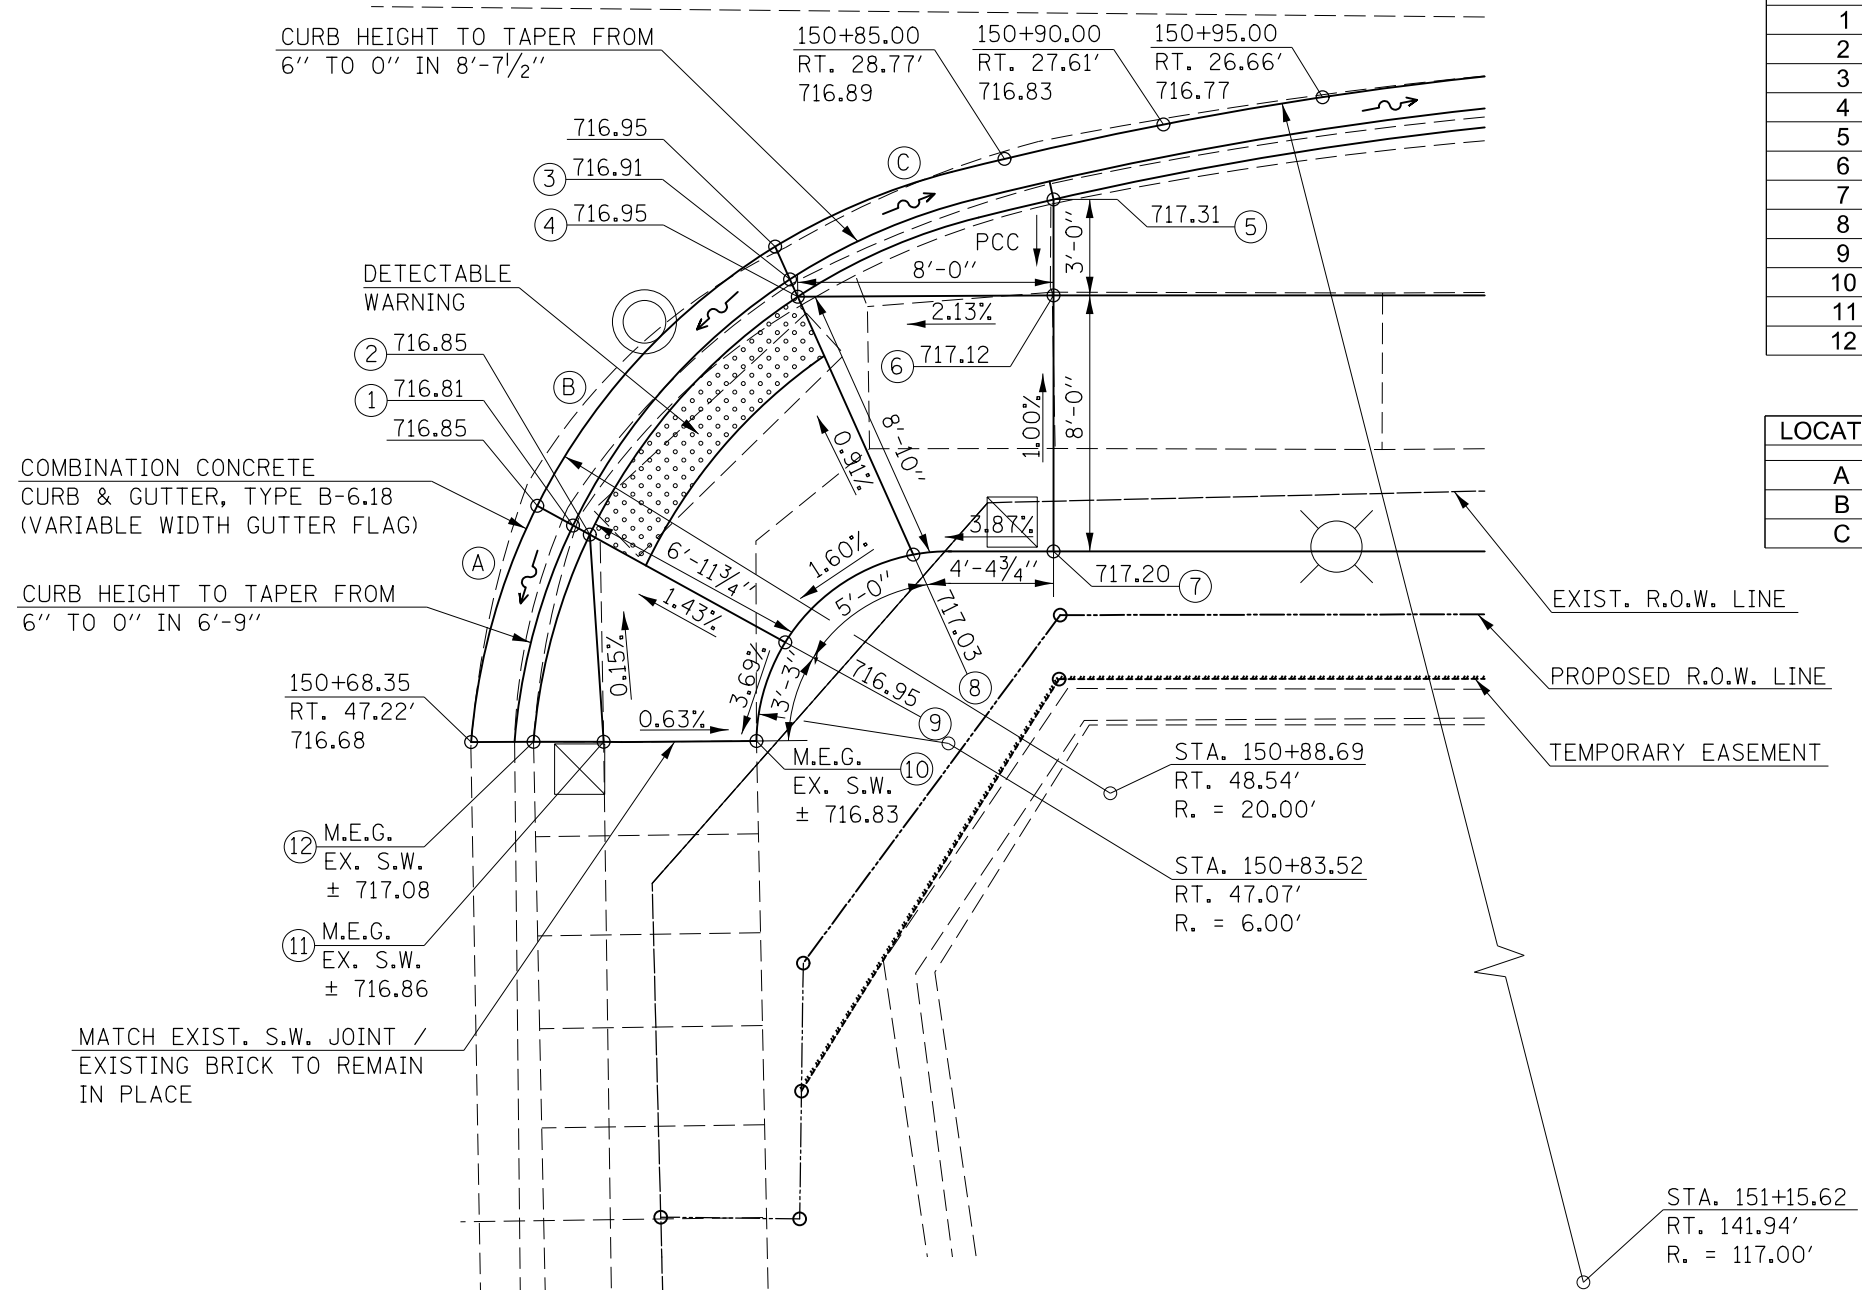 CURB HEIGHT TO TAPER FROM
6'' TO 0'' IN 8'-7 1/2''
150+85.00
RT. 28.77'
716.89
150+90.00
RT. 27.61'
716.83
150+95.00
RT. 26.66'
716.77
1
2
3
4
5
6
7
8
9
10
11
12
LOCAT
A
B
C
716.95
3 716.91
4 716.95
C
717.31 5
PCC
3'-0''
8'-0''
DETECTABLE
WARNING
2.13%
B
2 716.85
6 717.12
1 716.81
716.85
8'-0''
1.00%
8'-10''
0.91%
COMBINATION CONCRETE
CURB & GUTTER, TYPE B-6.18
(VARIABLE WIDTH GUTTER FLAG)
A
3.87%
6'-11 3/4''
1.60%
5'-0''
4'-4 3/4''
717.20 7
1.43%
CURB HEIGHT TO TAPER FROM
6'' TO 0'' IN 6'-9''
717.03
8
EXIST. R.O.W. LINE
0.15%
3.69%
3'-3''
716.95
9
PROPOSED R.O.W. LINE
150+68.35
RT. 47.22'
716.68
0.63%
M.E.G. 10
EX. S.W.
± 716.83
STA. 150+88.69
RT. 48.54'
R. = 20.00'
TEMPORARY EASEMENT
12 M.E.G.
EX. S.W.
± 717.08
STA. 150+83.52
RT. 47.07'
R. = 6.00'
11 M.E.G.
EX. S.W.
± 716.86
MATCH EXIST. S.W. JOINT /
EXISTING BRICK TO REMAIN
IN PLACE
STA. 151+15.62
RT. 141.94'
R. = 117.00'